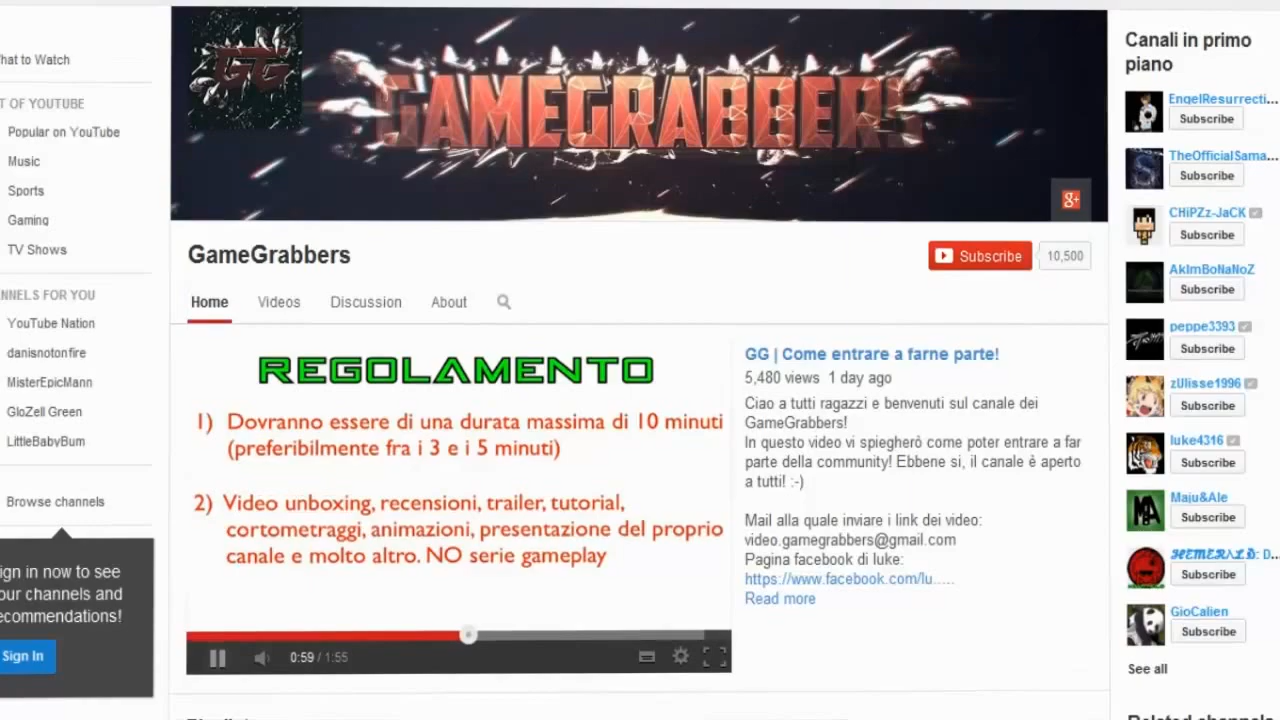 hat to Watch
T OF YOUTUBE
Popular on YouTube
Music
Sports
Gaming
TV Shows
NNELS FOR YOU
YouTube Nation
danisnotonfire
MisterEpicMann
GloZell Green
LittleBabyBum
Browse channels
ign in now to see
our channels and
ecommendations!
Sign In
GG
GAMEGRABBERS
g+
GameGrabbers
Subscribe
10,500
Home
Videos
Discussion
About
REGOLAMENTO
1) Dovranno essere di una durata massima di 10 minuti
(preferibilmente fra i 3 e i 5 minuti)
2) Video unboxing, recensioni, trailer, tutorial,
cortometraggi, animazioni, presentazione del proprio
canale e molto altro. NO serie gameplay
0:59 / 1:55
GG | Come entrare a farne parte!
5,480 views 1 day ago
Ciao a tutti ragazzi e benvenuti sul canale dei
GameGrabbers!
In questo video vi spiegherò come poter entrare a far
parte della community! Ebbene si, il canale è aperto
a tutti! :-)
Mail alla quale inviare i link dei video:
video.gamegrabbers@gmail.com
Pagina facebook di luke:
https://www.facebook.com/lu.....
Read more
Canali in primo
piano
EngelResurrecti...
Subscribe
TheOfficialSama...
Subscribe
CHiPZz-JaCK
Subscribe
AkImBoNaNoZ
Subscribe
peppe3393
Subscribe
zUlisse1996
Subscribe
luke4316
Subscribe
Maju&Ale
Subscribe
Subscribe
GioCalien
Subscribe
See all